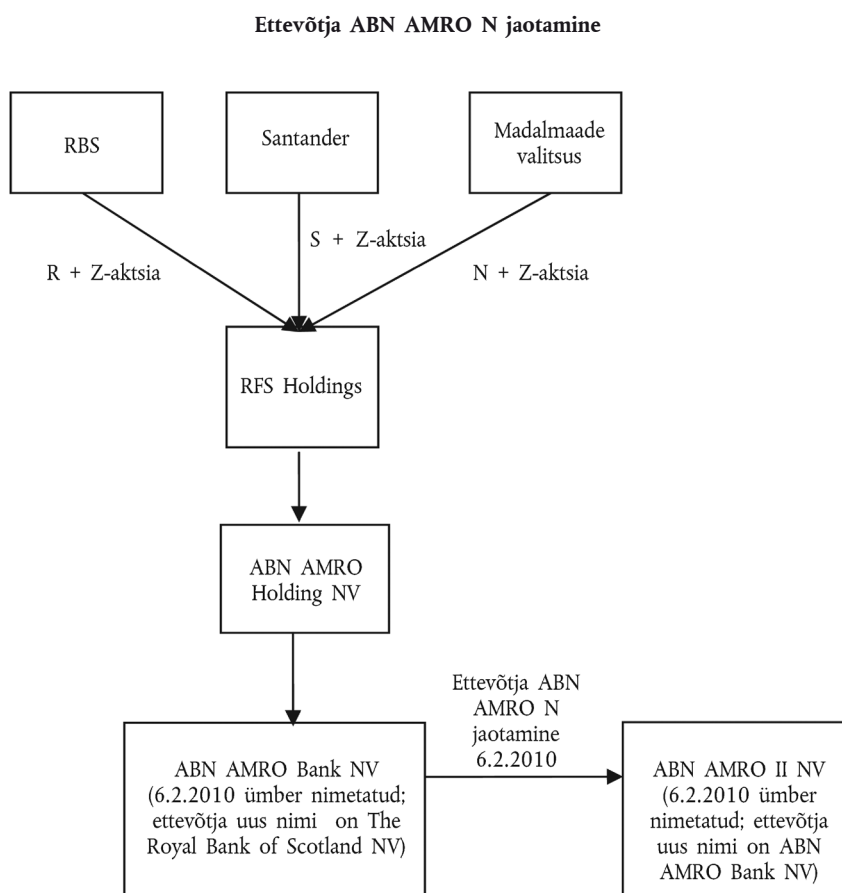 Ettevõtja ABN AMRO N jaotamine
RBS
Santander
Madalmaade
valitsus
S + Z-aktsia
R + Z-aktsia
N + Z-aktsia
RFS Holdings
ABN AMRO
Holding NV
Ettevõtja ABN
AMRO N
jaotamine
6.2.2010
ABN AMRO Bank NV
(6.2.2010 ümber nimetatud;
ettevõtja uus nimi on The
Royal Bank of Scotland NV)
ABN AMRO II NV
(6.2.2010 ümber
nimetatud; ettevõtja
uus nimi on ABN
AMRO Bank NV)